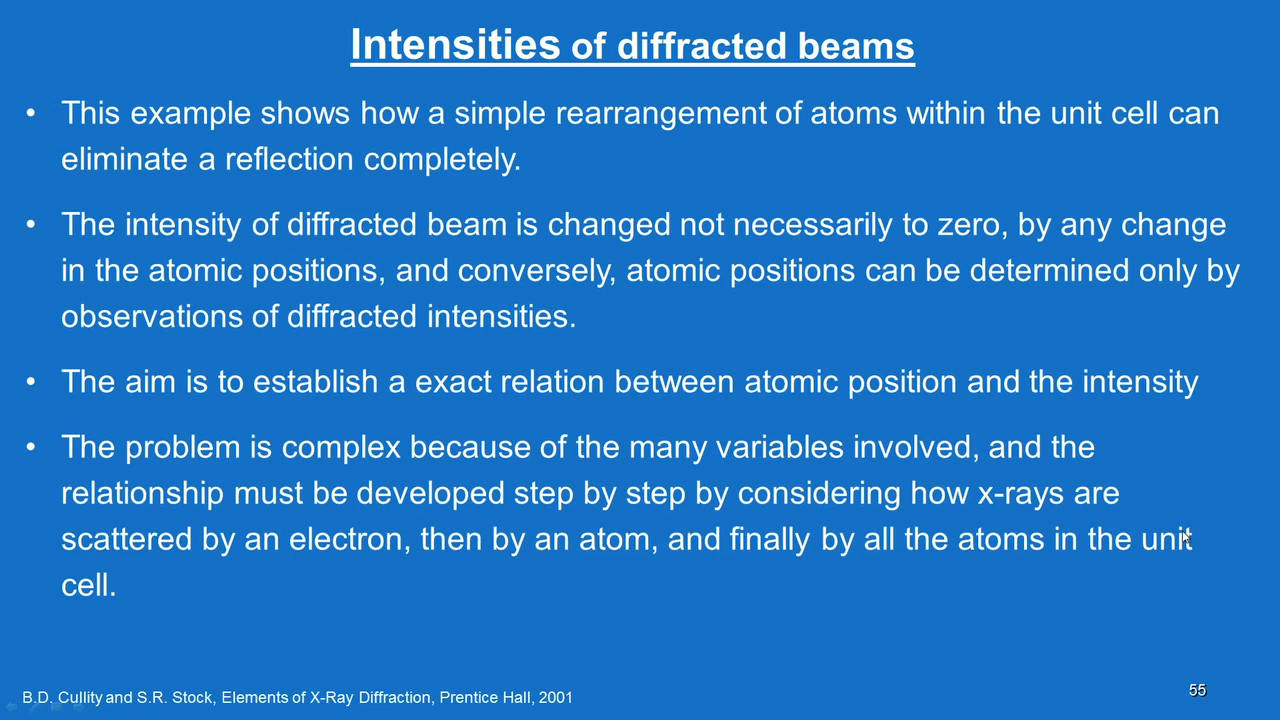 Intensities of diffracted beams
• This example shows how a simple rearrangement of atoms within the unit cell can
eliminate a reflection completely.
• The intensity of diffracted beam is changed not necessarily to zero, by any change
in the atomic positions, and conversely, atomic positions can be determined only by
observations of diffracted intensities.
• The aim is to establish a exact relation between atomic position and the intensity
• The problem is complex because of the many variables involved, and the
relationship must be developed step by step by considering how x-rays are
scattered by an electron, then by an atom, and finally by all the atoms in the unit
cell.
B.D. Cullity and S.R. Stock, Elements of X-Ray Diffraction, Prentice Hall, 2001
55